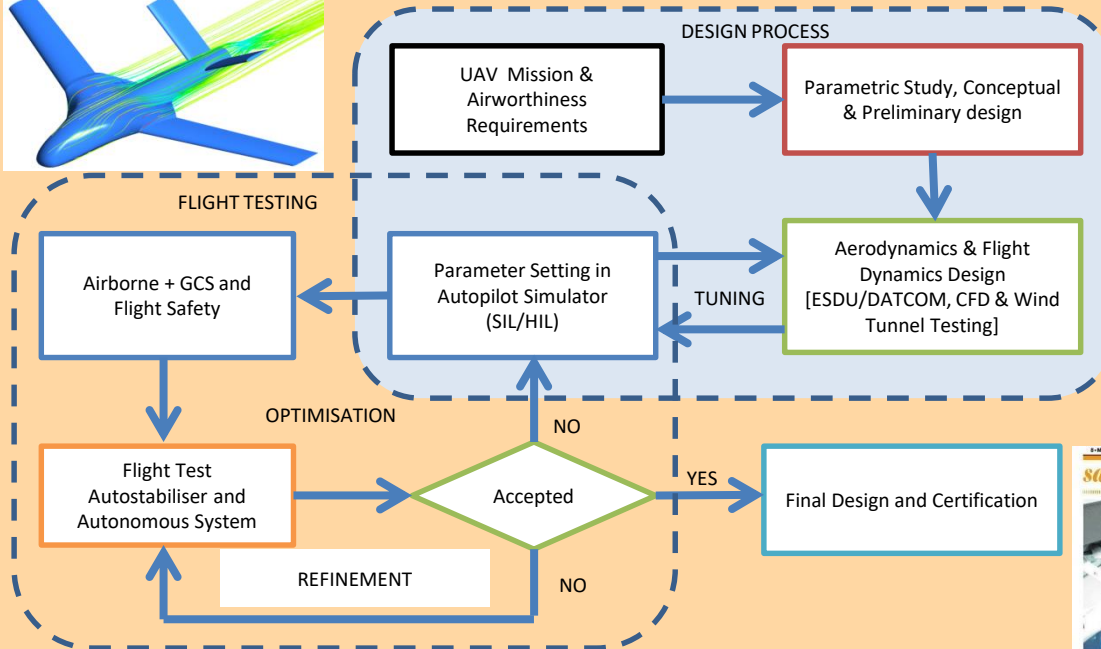 DESIGN PROCESS
UAV Mission &
Airworthiness
Requirements
Parametric Study, Conceptual
& Preliminary design
FLIGHT TESTING
Airborne + GCS and
Flight Safety
Parameter Setting in
Autopilot Simulator
(SIL/HIL)
TUNING
Aerodynamics & Flight
Dynamics Design
[ESDU/DATCOM, CFD & Wind
Tunnel Testing]
OPTIMISATION
NO
Flight Test
Autostabiliser and
Autonomous System
Accepted
YES
Final Design and Certification
REFINEMENT
NO